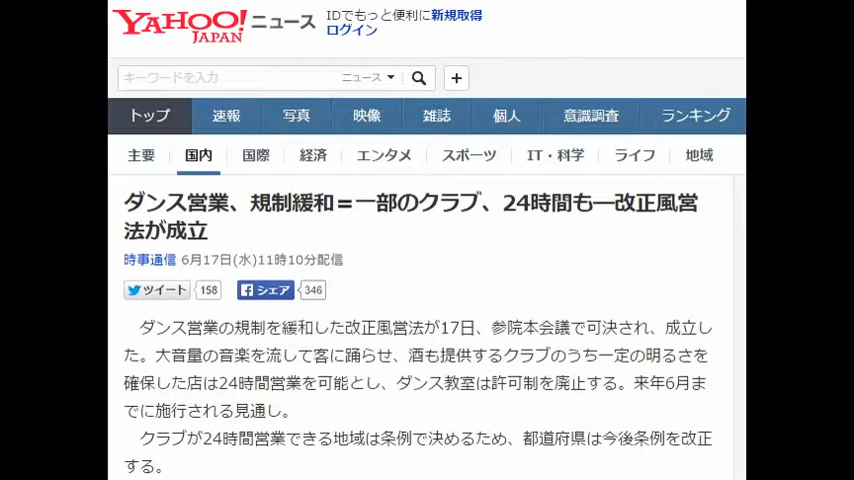 YAHOO! JAPAN ニュース
IDでもっと便利に新規取得
ログイン
キーワードを入力 ニュース
トップ 速報 写真 映像 雑誌 個人 意識調査 ランキング
主要 国内 国際 経済 エンタメ スポーツ IT・科学 ライフ 地域
ダンス営業、規制緩和＝一部のクラブ、24時間も―改正風営
法が成立
時事通信 6月17日(水)11時10分配信
ツイート 158 シェア 346
ダンス営業の規制を緩和した改正風営法が17日、参院本会議で可決され、成立し
た。大音量の音楽を流して客に踊らせ、酒も提供するクラブのうち一定の明るさを
確保した店は24時間営業を可能とし、ダンス教室は許可制を廃止する。来年6月ま
でに施行される見通し。
クラブが24時間営業できる地域は条例で決めるため、都道府県は今後条例を改正
する。